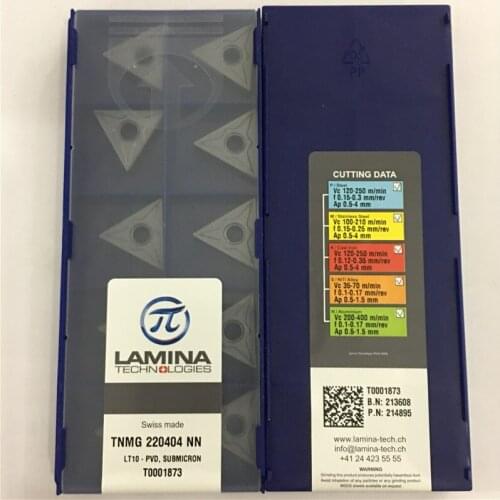 π
LAMINA
TECHNOLOGIES
Swiss made
TNMG 220404 NN
LT10 - PVD, SUBMICRON
T0001873
PP
CUTTING DATA
P / Steel
Vc 120-250 m/min
f 0.15-0.3 mm/rev
Ap 0.5-4 mm
M / Stainless Steel
Vc 100-210 m/min
f 0.15-0.25 mm/rev
Ap 0.5-4 mm
K / Cast Iron
Vc 120-250 m/min
f 0.12-0.35 mm/rev
Ap 0.5-4 mm
S / NiTi Alloy
Vc 35-70 m/min
f 0.1-0.17 mm/rev
Ap 0.5-1.5 mm
N / Aluminium
Vc 200-400 m/min
f 0.1-0.17 mm/rev
Ap 0.5-1.5 mm
T0001873
B.N: 213608
P.N: 214895
www.lamina-tech.ch
info@lamina-tech.ch
+41 24 423 55 55
WARNING